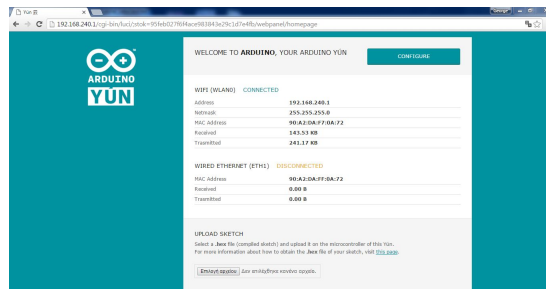 Yún
192.168.240.1/cgi-bin/luci/;stok=95feb027f6f4ace983843e29c1d7e4fb/webpanel/homepage
ARDUINO
YÚN
WELCOME TO ARDUINO, YOUR ARDUINO YÚN
CONFIGURE
WIFI (WLAN0) CONNECTED
Address 192.168.240.1
Netmask 255.255.255.0
MAC Address 90:A2:DA:F7:0A:72
Received 143.53 KB
Trasmitted 241.17 KB
WIRED ETHERNET (ETH1) DISCONNECTED
MAC Address 90:A2:DA:FF:0A:72
Received 0.00 B
Trasmitted 0.00 B
UPLOAD SKETCH
Select a .hex file (compiled sketch) and upload it on the microcontroller of this Yún.
For more information about how to obtain the .hex file of your sketch, visit this page.
Επιλογή αρχείου Δεν επιλέχθηκε κανένα αρχείο.